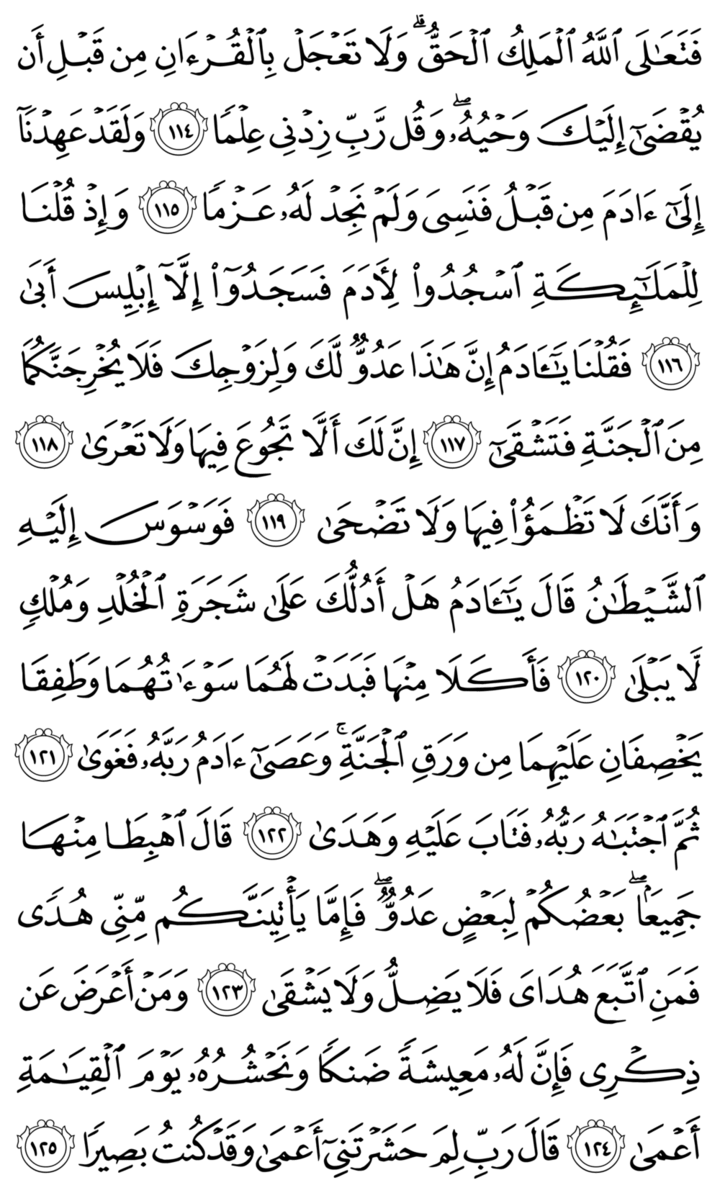 فَتَعَـٰلَى ٱللَّهُ ٱلْمَلِكُ ٱلْحَقُّ ۗ وَلَا تَعْجَلْ بِٱلْقُرْءَانِ مِن قَبْلِ أَن
يُقْضَىٰٓ إِلَيْكَ وَحْيُهُۥ ۖ وَقُل رَّبِّ زِدْنِى عِلْمًا ١١٤ وَلَقَدْ عَهِدْنَآ
إِلَىٰٓ ءَادَمَ مِن قَبْلُ فَنَسِىَ وَلَمْ نَجِدْ لَهُۥ عَزْمًا ١١٥ وَإِذْ قُلْنَا
لِلْمَلَـٰٓئِكَةِ ٱسْجُدُوا۟ لِـَٔادَمَ فَسَجَدُوٓا۟ إِلَّآ إِبْلِيسَ أَبَىٰ
١١٦ فَقُلْنَا يَـٰٓـَٔادَمُ إِنَّ هَـٰذَا عَدُوٌّ لَّكَ وَلِزَوْجِكَ فَلَا يُخْرِجَنَّكُمَا
مِنَ ٱلْجَنَّةِ فَتَشْقَىٰٓ ١١٧ إِنَّ لَكَ أَلَّا تَجُوعَ فِيهَا وَلَا تَعْرَىٰ ١١٨
وَأَنَّكَ لَا تَظْمَؤُا۟ فِيهَا وَلَا تَضْحَىٰ ١١٩ فَوَسْوَسَ إِلَيْهِ
ٱلشَّيْطَـٰنُ قَالَ يَـٰٓـَٔادَمُ هَلْ أَدُلُّكَ عَلَىٰ شَجَرَةِ ٱلْخُلْدِ وَمُلْكٍ
لَّا يَبْلَىٰ ١٢٠ فَأَكَلَا مِنْهَا فَبَدَتْ لَهُمَا سَوْءَٰتُهُمَا وَطَفِقَا
يَخْصِفَانِ عَلَيْهِمَا مِن وَرَقِ ٱلْجَنَّةِ ۚ وَعَصَىٰٓ ءَادَمُ رَبَّهُۥ فَغَوَىٰ ١٢١
ثُمَّ ٱجْتَبَـٰهُ رَبُّهُۥ فَتَابَ عَلَيْهِ وَهَدَىٰ ١٢٢ قَالَ ٱهْبِطَا مِنْهَا
جَمِيعًۢا ۖ بَعْضُكُمْ لِبَعْضٍ عَدُوٌّ ۖ فَإِمَّا يَأْتِيَنَّكُم مِّنِّى هُدًى
فَمَنِ ٱتَّبَعَ هُدَاىَ فَلَا يَضِلُّ وَلَا يَشْقَىٰ ١٢٣ وَمَنْ أَعْرَضَ عَن
ذِكْرِى فَإِنَّ لَهُۥ مَعِيشَةً ضَنكًا وَنَحْشُرُهُۥ يَوْمَ ٱلْقِيَـٰمَةِ
أَعْمَىٰ ١٢٤ قَالَ رَبِّ لِمَ حَشَرْتَنِىٓ أَعْمَىٰ وَقَدْ كُنتُ بَصِيرًا ١٢٥